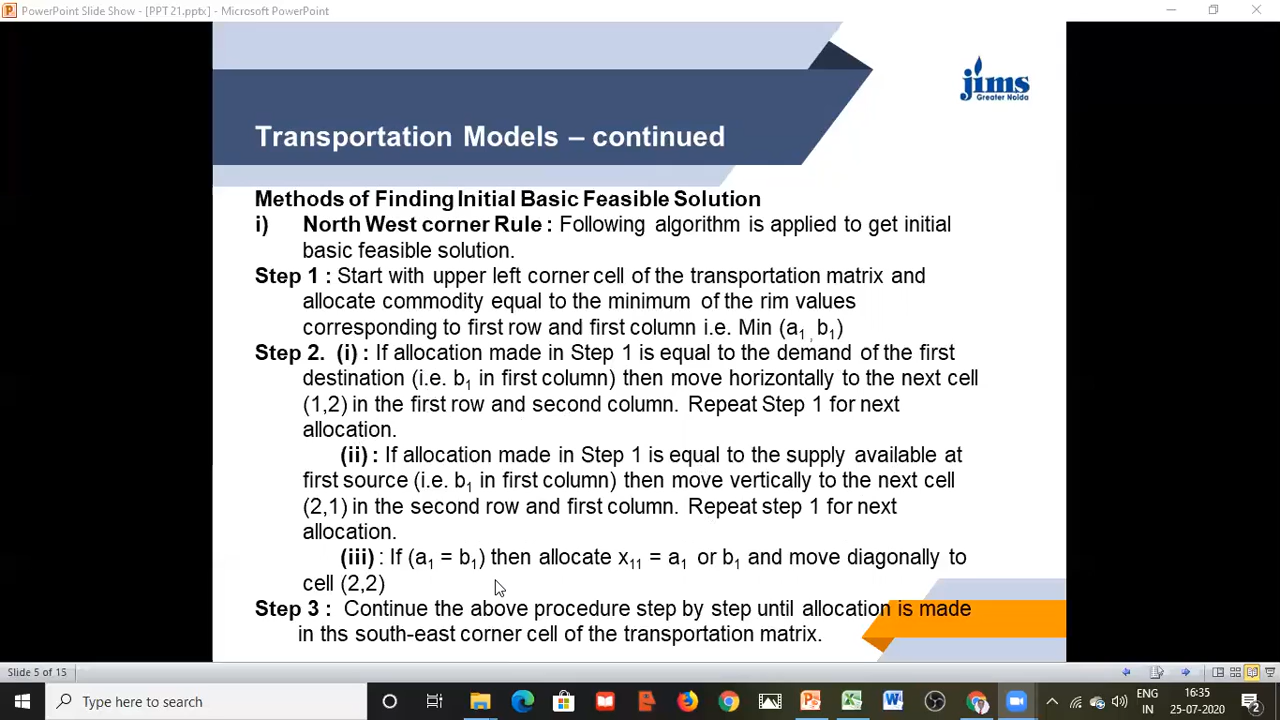 PowerPoint Slide Show - [PPT 21.pptx] - Microsoft PowerPoint
jims
Greater Noida
Transportation Models – continued
Methods of Finding Initial Basic Feasible Solution
i) North West corner Rule : Following algorithm is applied to get initial
basic feasible solution.
Step 1 : Start with upper left corner cell of the transportation matrix and
allocate commodity equal to the minimum of the rim values
corresponding to first row and first column i.e. Min (a₁ , b₁)
Step 2. (i) : If allocation made in Step 1 is equal to the demand of the first
destination (i.e. b₁ in first column) then move horizontally to the next cell
(1,2) in the first row and second column. Repeat Step 1 for next
allocation.
(ii) : If allocation made in Step 1 is equal to the supply available at
first source (i.e. b₁ in first column) then move vertically to the next cell
(2,1) in the second row and first column. Repeat step 1 for next
allocation.
(iii) : If (a₁ = b₁) then allocate x₁₁ = a₁ or b₁ and move diagonally to
cell (2,2)
Step 3 : Continue the above procedure step by step until allocation is made
in ths south-east corner cell of the transportation matrix.
Slide 5 of 15
Type here to search
ENG
IN
16:35
25-07-2020
2